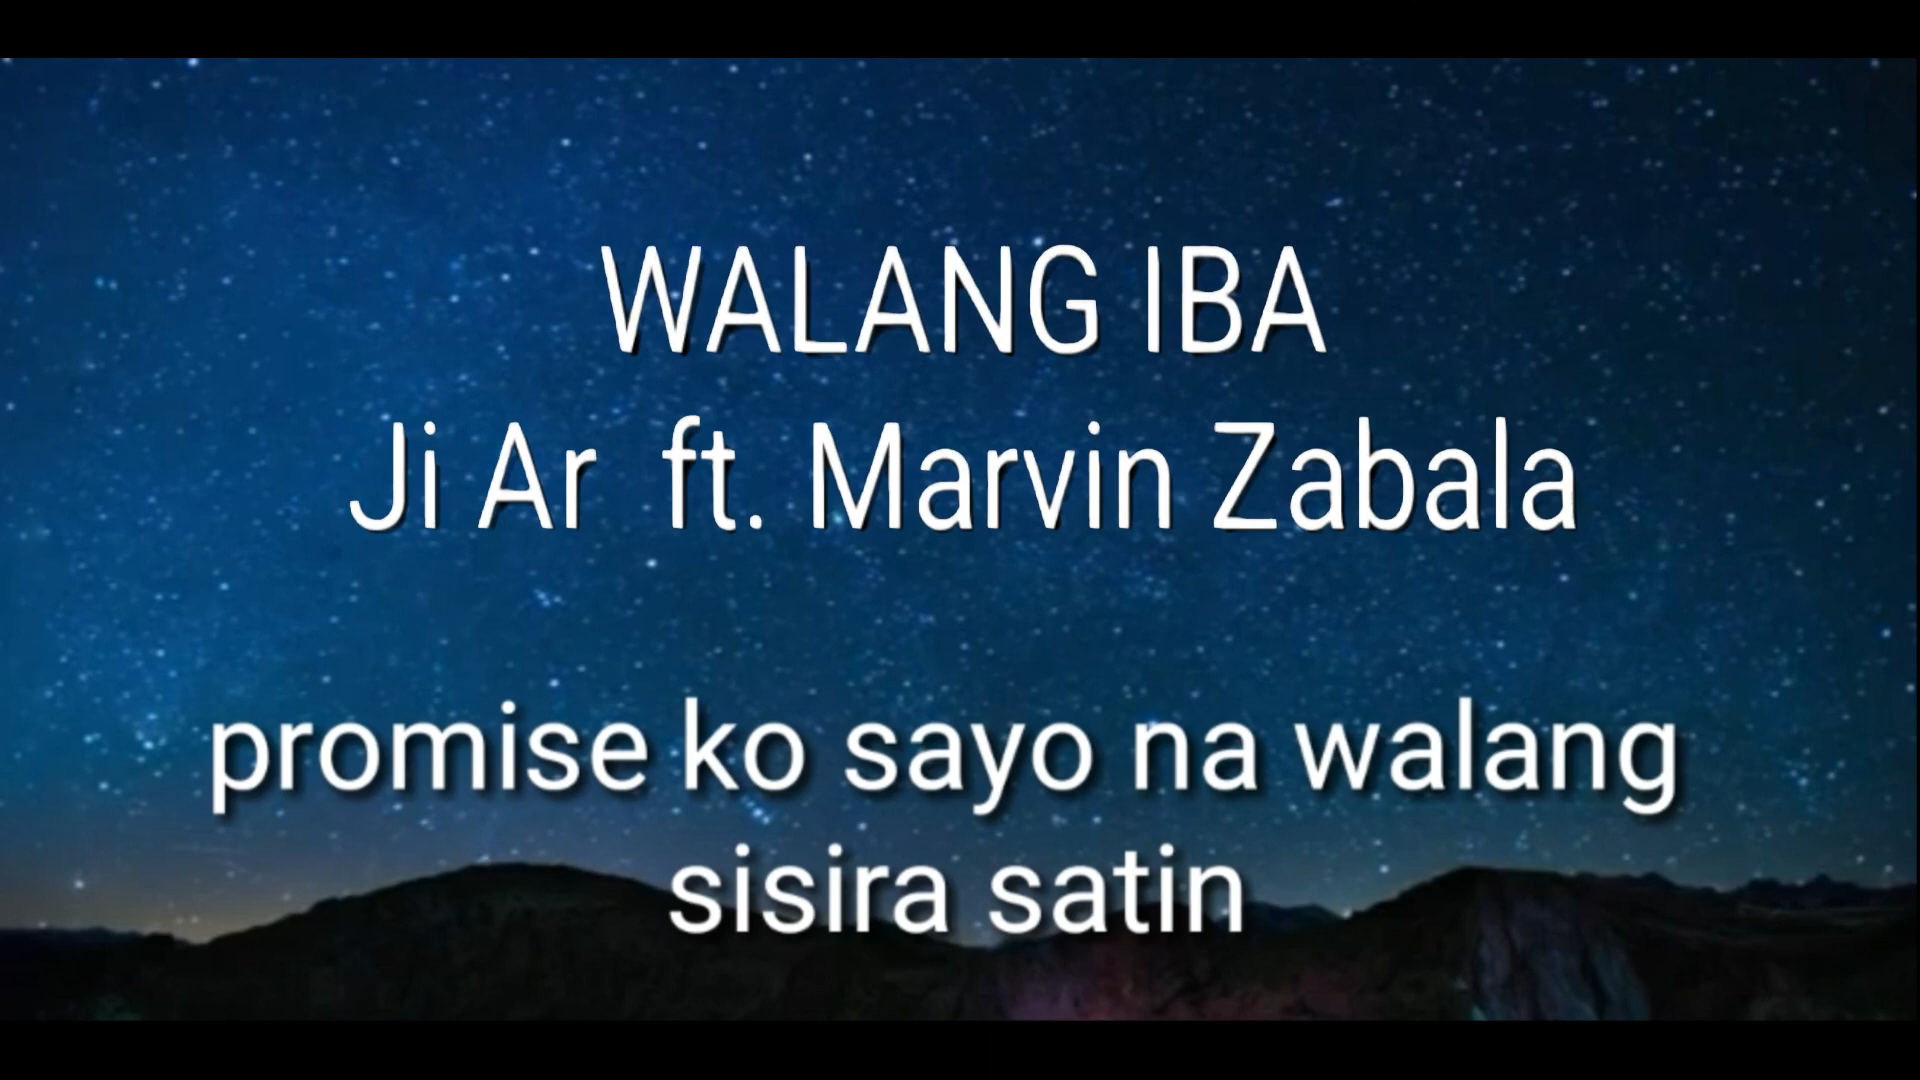 WALANG IBA
Ji Ar ft. Marvin Zabala
promise ko sayo na walang
sisira satin